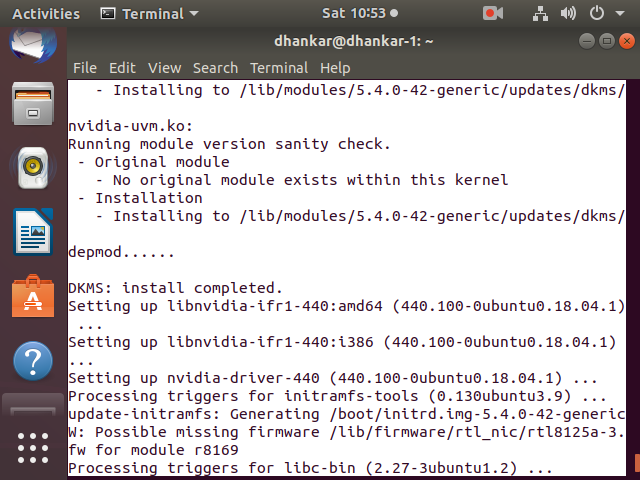 Activities Terminal Sat 10:53
dhankar@dhankar-1: ~
File Edit View Search Terminal Help
- Installing to /lib/modules/5.4.0-42-generic/updates/dkms/
nvidia-uvm.ko:
Running module version sanity check.
- Original module
- No original module exists within this kernel
- Installation
- Installing to /lib/modules/5.4.0-42-generic/updates/dkms/
depmod......
DKMS: install completed.
Setting up libnvidia-ifr1-440:amd64 (440.100-0ubuntu0.18.04.1)
...
Setting up libnvidia-ifr1-440:i386 (440.100-0ubuntu0.18.04.1)
...
Setting up nvidia-driver-440 (440.100-0ubuntu0.18.04.1) ...
Processing triggers for initramfs-tools (0.130ubuntu3.9) ...
update-initramfs: Generating /boot/initrd.img-5.4.0-42-generic
W: Possible missing firmware /lib/firmware/rtl_nic/rtl8125a-3.
fw for module r8169
Processing triggers for libc-bin (2.27-3ubuntu1.2) ...